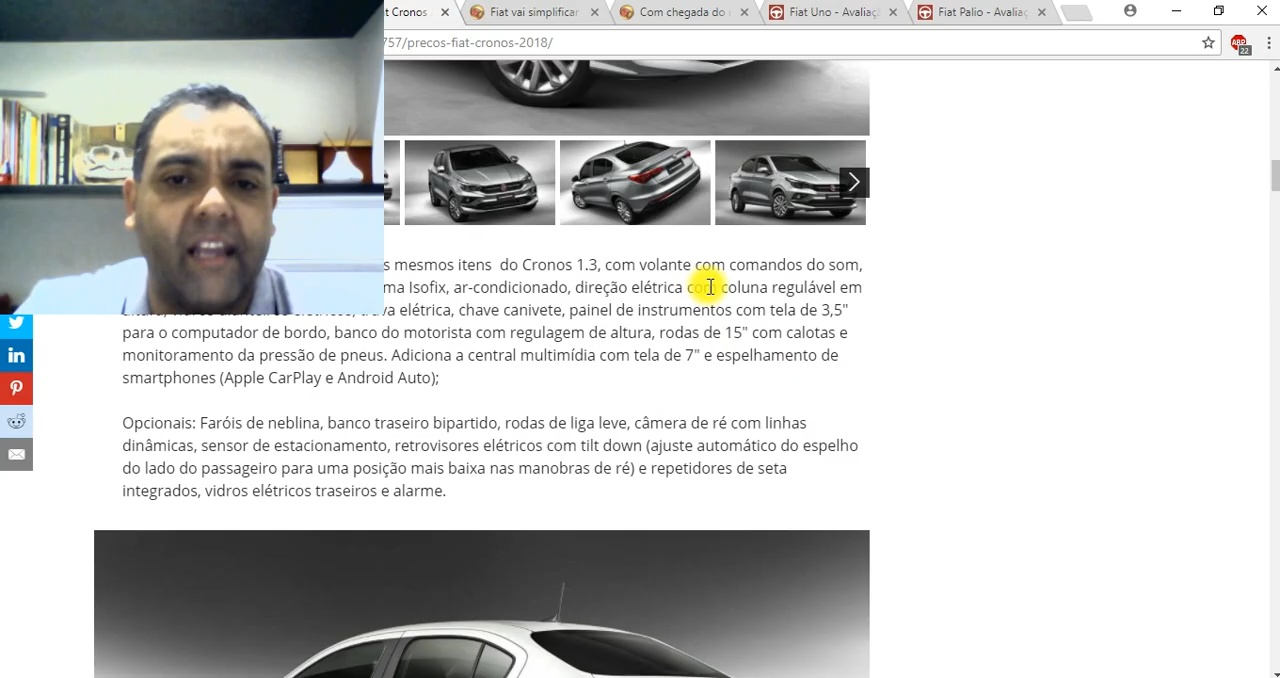 t Cronos
Fiat vai simplificar
Com chegada do
Fiat Uno - Avaliaç
Fiat Palio - Avaliaç
757/precos-fiat-cronos-2018/
ABP
22
s mesmos itens do Cronos 1.3, com volante com comandos do som,
ma Isofix, ar-condicionado, direção elétrica com coluna regulável em
trava elétrica, chave canivete, painel de instrumentos com tela de 3,5"
para o computador de bordo, banco do motorista com regulagem de altura, rodas de 15" com calotas e
monitoramento da pressão de pneus. Adiciona a central multimídia com tela de 7" e espelhamento de
smartphones (Apple CarPlay e Android Auto);
Opcionais: Faróis de neblina, banco traseiro bipartido, rodas de liga leve, câmera de ré com linhas
dinâmicas, sensor de estacionamento, retrovisores elétricos com tilt down (ajuste automático do espelho
do lado do passageiro para uma posição mais baixa nas manobras de ré) e repetidores de seta
integrados, vidros elétricos traseiros e alarme.
in